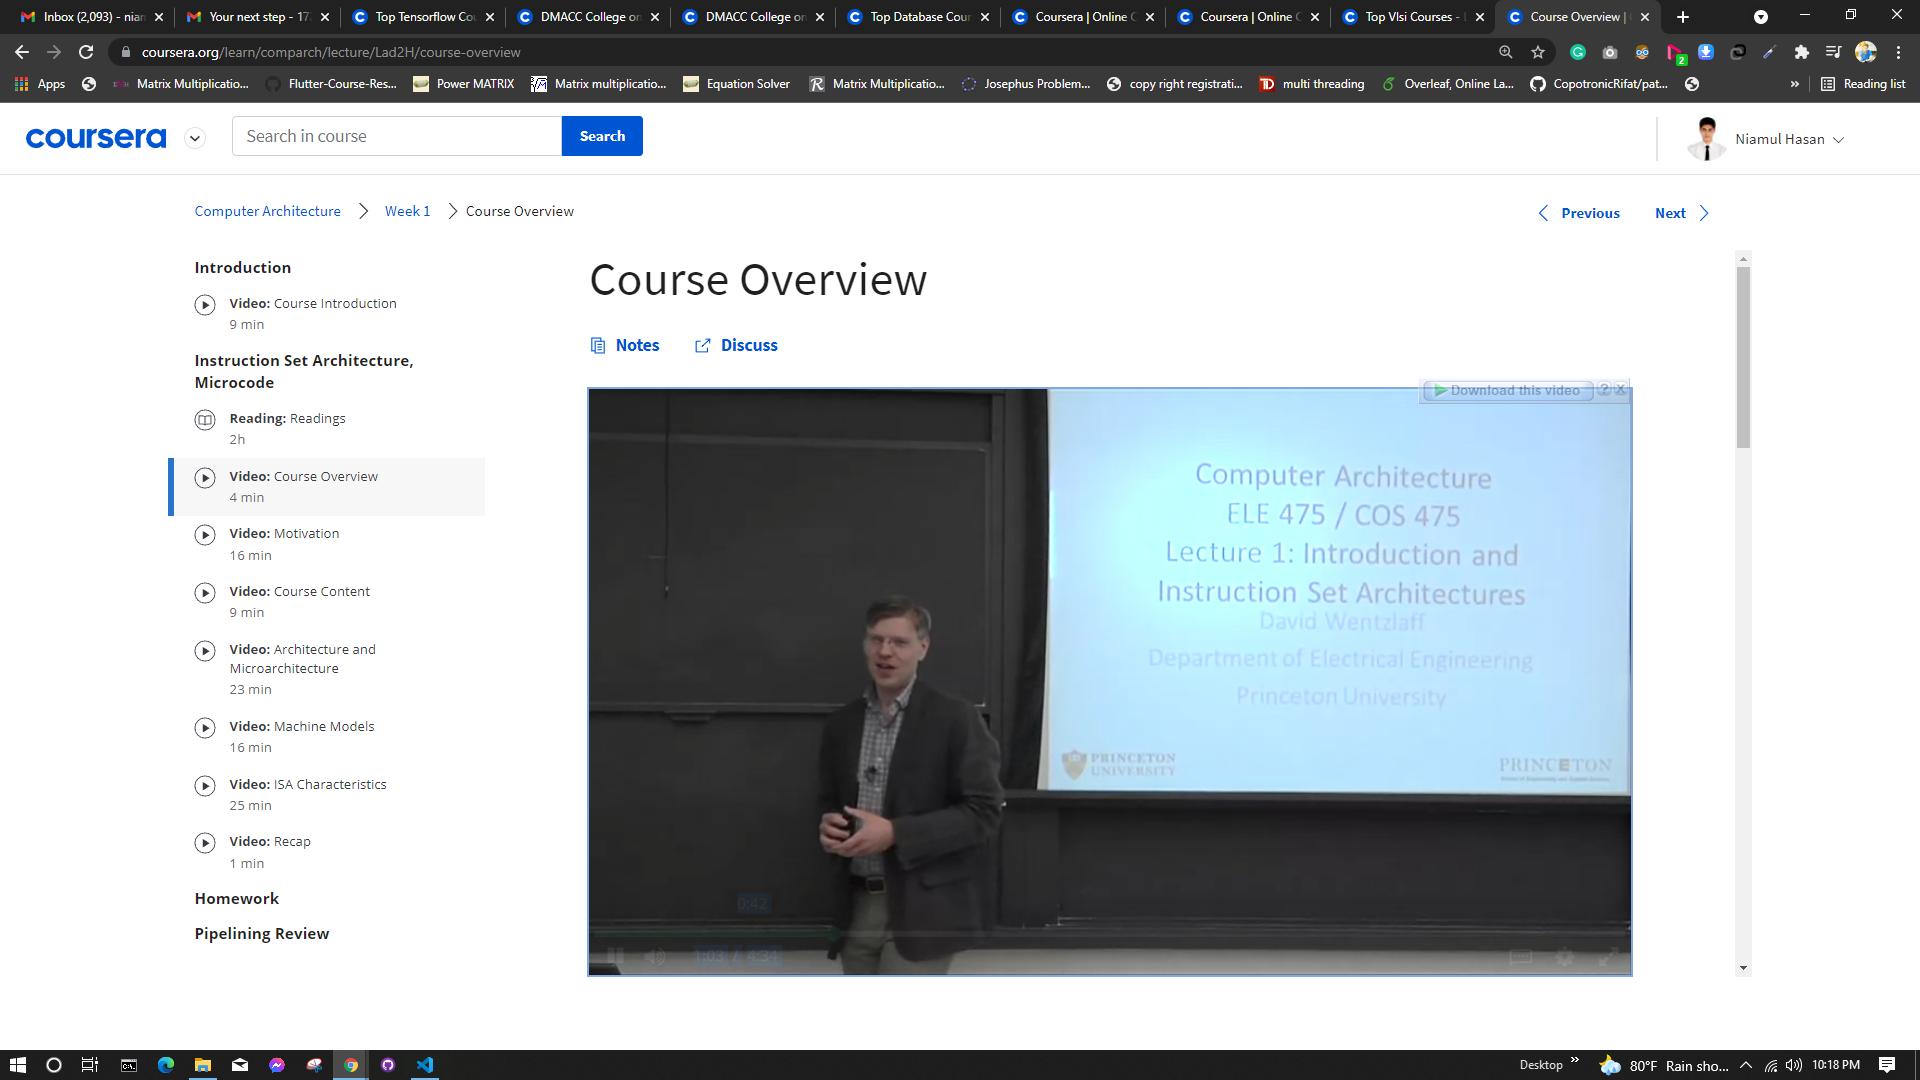 Inbox (2,093) - nian
Your next step - 17
Top Tensorflow Co
DMACC College on
DMACC College on
Top Database Cour
Coursera | Online C
Coursera | Online C
Top Vlsi Courses - L
Course Overview |
coursera.org/learn/comparch/lecture/Lad2H/course-overview
2
Apps
Matrix Multiplicatio...
Flutter-Course-Res...
Power MATRIX
Matrix multiplicatio...
Equation Solver
R
Matrix Multiplicatio...
Josephus Problem...
copy right registrati...
TD
multi threading
Overleaf, Online La...
CopotronicRifat/pat...
»
Reading list
coursera
Search in course
Search
Niamul Hasan
Computer Architecture
Week 1
Course Overview
Previous
Next
Introduction
Video: Course Introduction
9 min
Instruction Set Architecture,
Microcode
Reading: Readings
2h
Video: Course Overview
4 min
Video: Motivation
16 min
Video: Course Content
9 min
Video: Architecture and
Microarchitecture
23 min
Video: Machine Models
16 min
Video: ISA Characteristics
25 min
Video: Recap
1 min
Homework
Pipelining Review
Course Overview
Notes
Discuss
Download this video
?
Computer Architecture
ELE 475 / COS 475
Lecture 1: Introduction and
Instruction Set Architectures
David Wentzlaff
Department of Electrical Engineering
Princeton University
PRINCETON
UNIVERSITY
PRINCETON
0:42
1:03 / 4:34
Desktop
»
80°F Rain sho...
10:18 PM